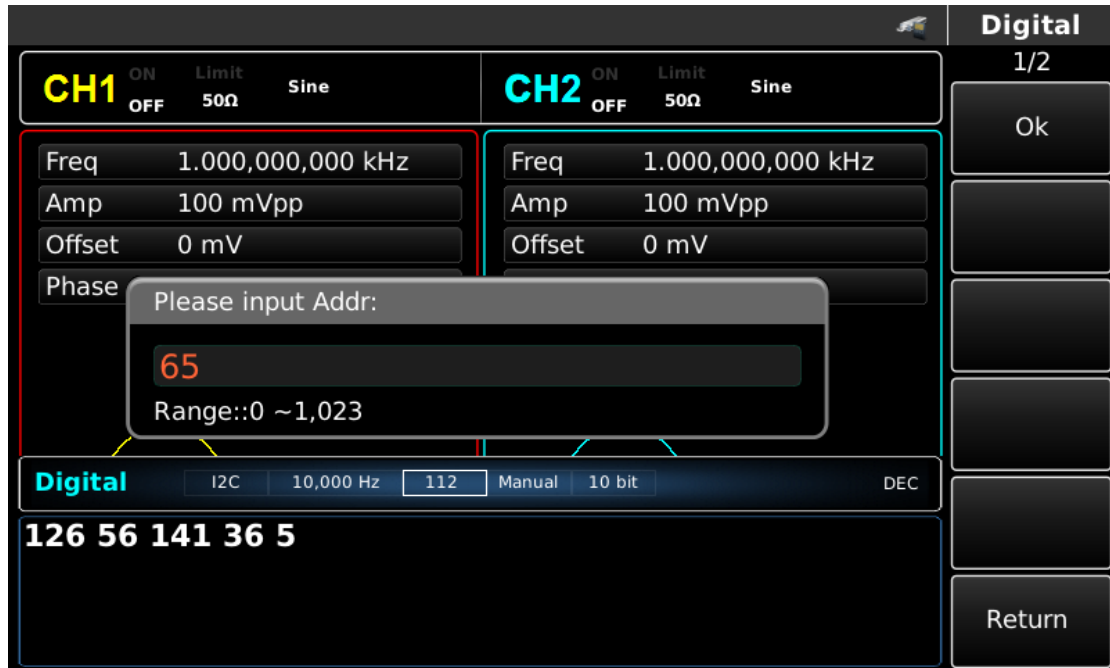 Digital
1/2
CH1 ON OFF Limit 50Ω Sine
CH2 ON OFF Limit 50Ω Sine
Ok
Freq 1.000,000,000 kHz
Amp 100 mVpp
Offset 0 mV
Phase
Freq 1.000,000,000 kHz
Amp 100 mVpp
Offset 0 mV
Please input Addr:
65
Range::0 ~1,023
Digital I2C 10,000 Hz 112 Manual 10 bit DEC
126 56 141 36 5
Return